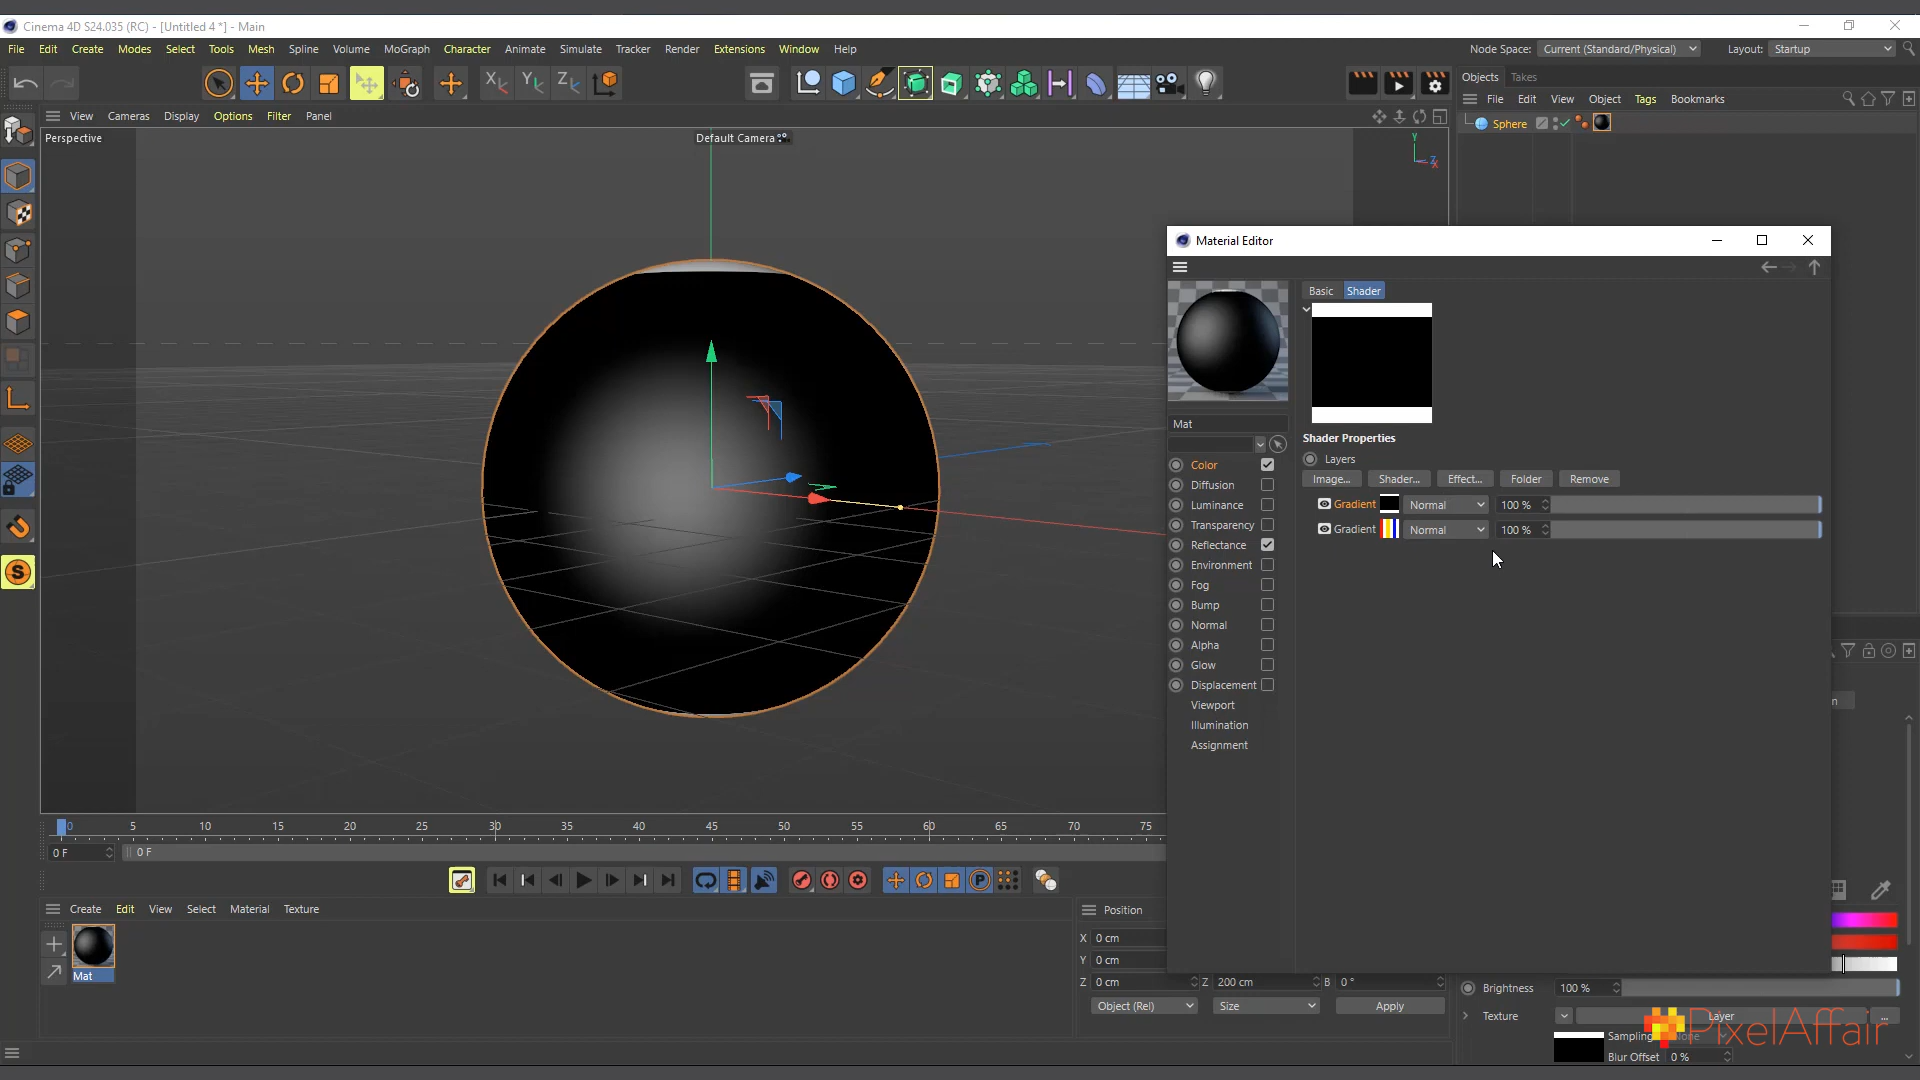 Cinema 4D S24.035 (RC) - [Untitled 4 *] - Main
File Edit Create Modes Select Tools Mesh Spline Volume MoGraph Character Animate Simulate Tracker Render Extensions Window Help
Node Space: Current (Standard/Physical) Layout: Startup
X Y Z
Objects Takes
File Edit View Object Tags Bookmarks
Sphere
View Cameras Display Options Filter Panel
Perspective
Default Camera
Y
Z
X
Material Editor
Basic Shader
Mat
Color
Diffusion
Luminance
Transparency
Reflectance
Environment
Fog
Bump
Normal
Alpha
Glow
Displacement
Viewport
Illumination
Assignment
Shader Properties
Layers
Image... Shader... Effect... Folder Remove
Gradient Normal 100 %
Gradient Normal 100 %
S
0 5 10 15 20 25 30 35 40 45 50 55 60 65 70 75
0 F 0 F
P
Create Edit View Select Material Texture
Mat
Position
X 0 cm
Y 0 cm
Z 0 cm Z 200 cm B 0 °
Object (Rel) Size Apply
n
Brightness 100 %
Texture Layer ...
Sampling None
Blur Offset 0 %
PixelAffair